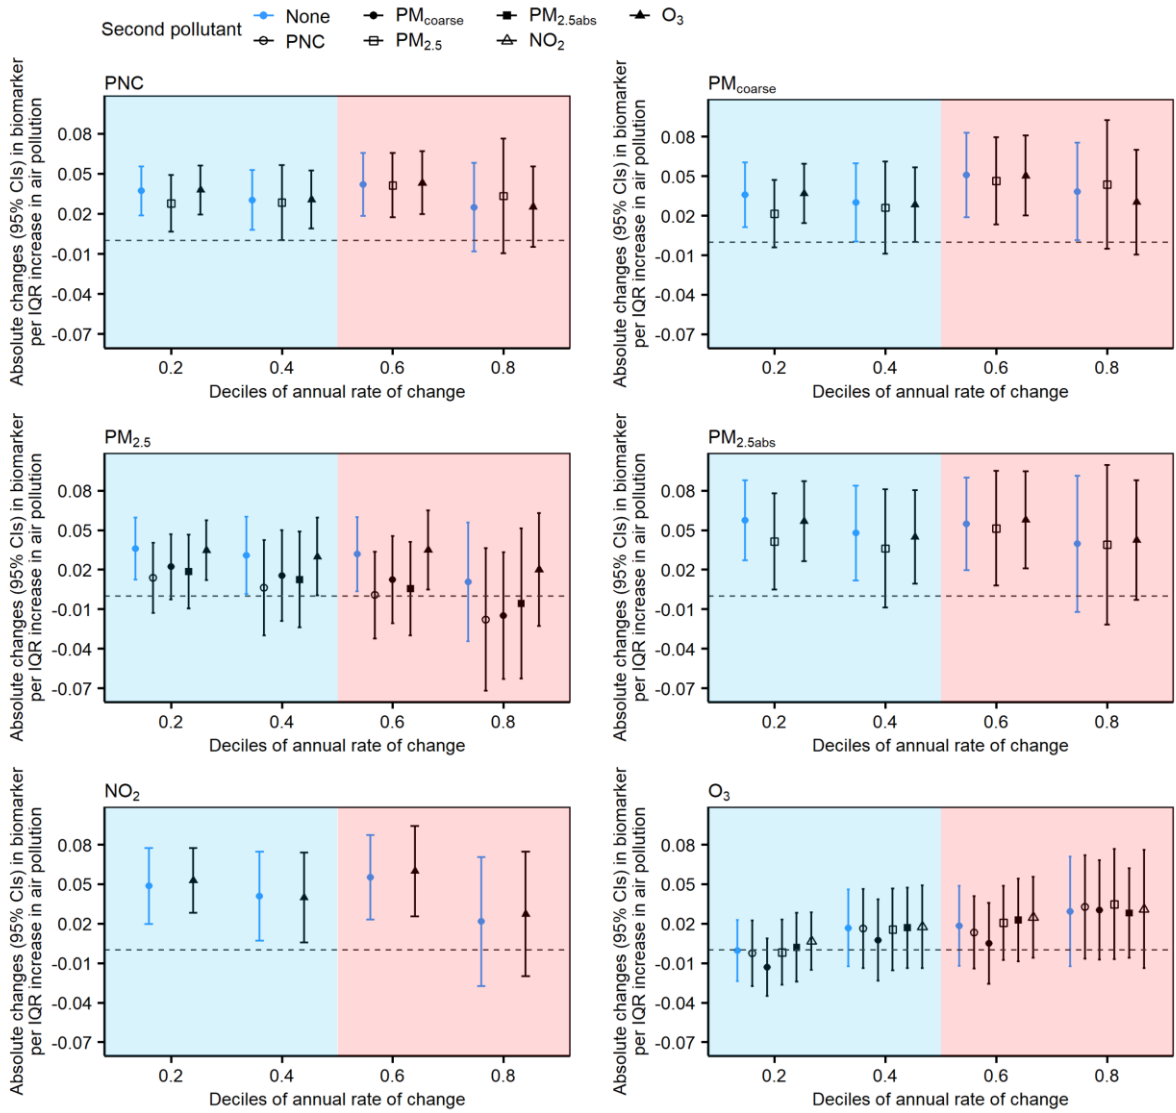 Second pollutant
None
PM coarse
PM 2.5abs
O3
PNC
PM 2.5
NO2
PNC
Absolute changes (95% CIs) in biomarker
per IQR increase in air pollution
0.08
0.05
0.02
-0.01
-0.04
-0.07
0.2 0.4 0.6 0.8
Deciles of annual rate of change
PM coarse
Absolute changes (95% CIs) in biomarker
per IQR increase in air pollution
0.08
0.05
0.02
-0.01
-0.04
-0.07
0.2 0.4 0.6 0.8
Deciles of annual rate of change
PM 2.5
Absolute changes (95% CIs) in biomarker
per IQR increase in air pollution
0.08
0.05
0.02
-0.01
-0.04
-0.07
0.2 0.4 0.6 0.8
Deciles of annual rate of change
PM 2.5abs
Absolute changes (95% CIs) in biomarker
per IQR increase in air pollution
0.08
0.05
0.02
-0.01
-0.04
-0.07
0.2 0.4 0.6 0.8
Deciles of annual rate of change
NO2
Absolute changes (95% CIs) in biomarker
per IQR increase in air pollution
0.08
0.05
0.02
-0.01
-0.04
-0.07
0.2 0.4 0.6 0.8
Deciles of annual rate of change
O3
Absolute changes (95% CIs) in biomarker
per IQR increase in air pollution
0.08
0.05
0.02
-0.01
-0.04
-0.07
0.2 0.4 0.6 0.8
Deciles of annual rate of change